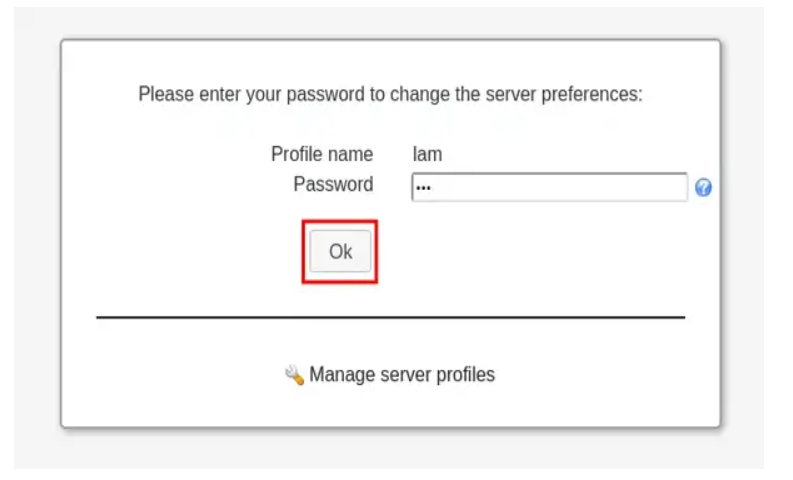 Please enter your password to change the server preferences:
Profile name lam
Password •••
Ok
Manage server profiles